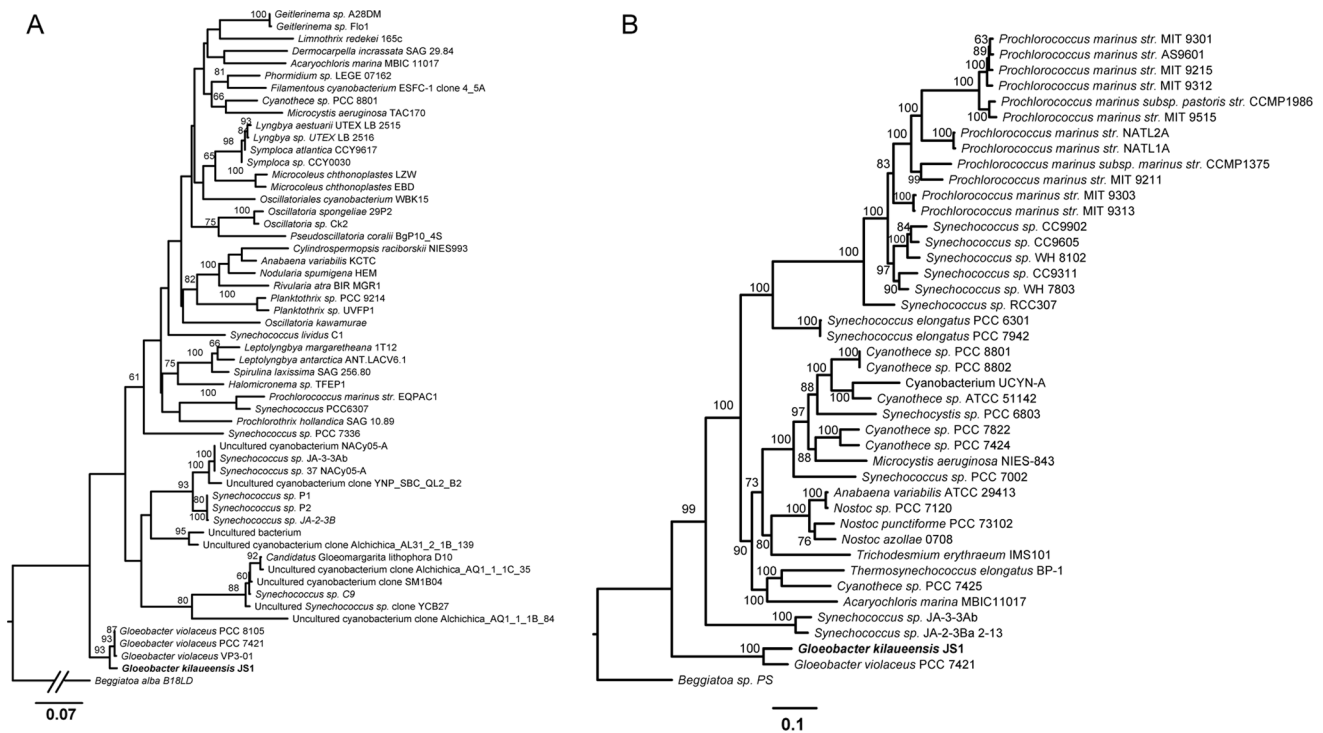 A
100
Geitlerinema sp. A28DM
Geitlerinema sp. Flo1
Limnothrix redekei 165c
Dermocarpella incrassata SAG 29.84
Acaryochloris marina MBIC 11017
81
Phormidium sp. LEGE 07162
Filamentous cyanobacterium ESFC-1 clone 4_5A
66
Cyanothece sp. PCC 8801
Microcystis aeruginosa TAC170
93
Lyngbya aestuarii UTEX LB 2515
8
Lyngbya sp. UTEX LB 2516
98
Symploca atlantica CCY9617
Symploca sp. CCY0030
65
100
Microcoleus chthonoplastes LZW
Microcoleus chthonoplastes EBD
Oscillatoriales cyanobacterium WBK15
100
Oscillatoria spongeliae 29P2
75
Oscillatoria sp. Ck2
Pseudoscillatoria coralii BgP10_4S
Cylindrospermopsis raciborskii NIES993
100
Anabaena variabilis KCTC
Nodularia spumigena HEM
82
Rivularia atra BIR MGR1
100
Planktothrix sp. PCC 9214
Planktothrix sp. UVFP1
Oscillatoria kawamurae
Synechococcus lividus C1
66
Leptolyngbya margaretheana 1T12
100
Leptolyngbya antarctica ANT.LACV6.1
75
Spirulina laxissima SAG 256.80
61
Halomicronema sp. TFEP1
100
Prochlorococcus marinus str. EQPAC1
Synechococcus PCC6307
Prochlorothrix hollandica SAG 10.89
Synechococcus sp. PCC 7336
Uncultured cyanobacterium NACy05-A
100
Synechococcus sp. JA-3-3Ab
100
Synechococcus sp. 37 NACy05-A
93
Uncultured cyanobacterium clone YNP_SBC_QL2_B2
80
Synechococcus sp. P1
Synechococcus sp. P2
100
Synechococcus sp. JA-2-3B
95
Uncultured bacterium
Uncultured cyanobacterium clone Alchichica_AL31_2_1B_139
92
Candidatus Gloeomargarita lithophora D10
Uncultured cyanobacterium clone Alchichica_AQ1_1_1C_35
60
Uncultured cyanobacterium clone SM1B04
88
Synechococcus sp. C9
80
Uncultured Synechococcus sp. clone YCB27
Uncultured cyanobacterium clone Alchichica_AQ1_1_1B_84
87
Gloeobacter violaceus PCC 8105
93
Gloeobacter violaceus PCC 7421
93
Gloeobacter violaceus VP3-01
Gloeobacter kilaueensis JS1
Beggiatoa alba B18LD
0.07
B
63
Prochlorococcus marinus str. MIT 9301
89
Prochlorococcus marinus str. AS9601
100
Prochlorococcus marinus str. MIT 9215
100
Prochlorococcus marinus str. MIT 9312
Prochlorococcus marinus subsp. pastoris str. CCMP1986
100
Prochlorococcus marinus str. MIT 9515
100
100
Prochlorococcus marinus str. NATL2A
Prochlorococcus marinus str. NATL1A
83
Prochlorococcus marinus subsp. marinus str. CCMP1375
99
Prochlorococcus marinus str. MIT 9211
100
Prochlorococcus marinus str. MIT 9303
Prochlorococcus marinus str. MIT 9313
100
84
Synechococcus sp. CC9902
100
Synechococcus sp. CC9605
Synechococcus sp. WH 8102
97
Synechococcus sp. CC9311
90
Synechococcus sp. WH 7803
100
Synechococcus sp. RCC307
100
100
Synechococcus elongatus PCC 6301
Synechococcus elongatus PCC 7942
100
Cyanothece sp. PCC 8801
Cyanothece sp. PCC 8802
100
Cyanobacterium UCYN-A
88
100
Cyanothece sp. ATCC 51142
97
Synechocystis sp. PCC 6803
100
100
Cyanothece sp. PCC 7822
100
Cyanothece sp. PCC 7424
88
Microcystis aeruginosa NIES-843
Synechococcus sp. PCC 7002
73
100
Anabaena variabilis ATCC 29413
100
Nostoc sp. PCC 7120
Nostoc punctiforme PCC 73102
76
Nostoc azollae 0708
80
Trichodesmium erythraeum IMS101
90
100
Thermosynechococcus elongatus BP-1
Cyanothece sp. PCC 7425
100
Acaryochloris marina MBIC11017
99
100
Synechococcus sp. JA-3-3Ab
Synechococcus sp. JA-2-3Ba 2-13
100
Gloeobacter kilaueensis JS1
Gloeobacter violaceus PCC 7421
Beggiatoa sp. PS
0.1